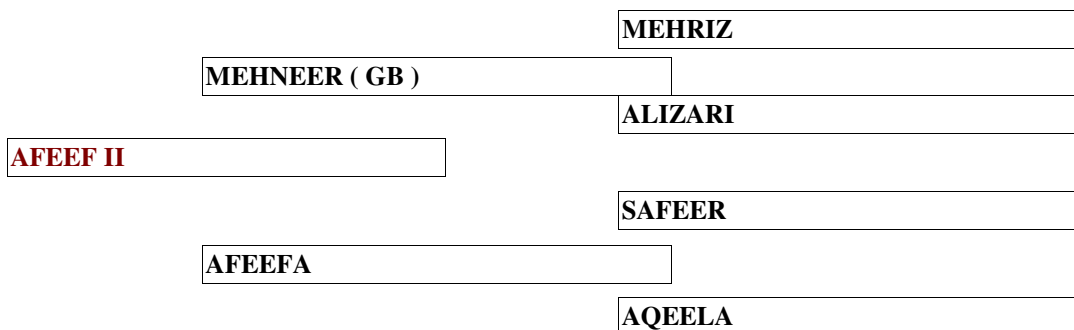 MEHRIZ
MEHNEER ( GB )
ALIZARI
AFEEF II
SAFEER
AFEEFA
AQEELA